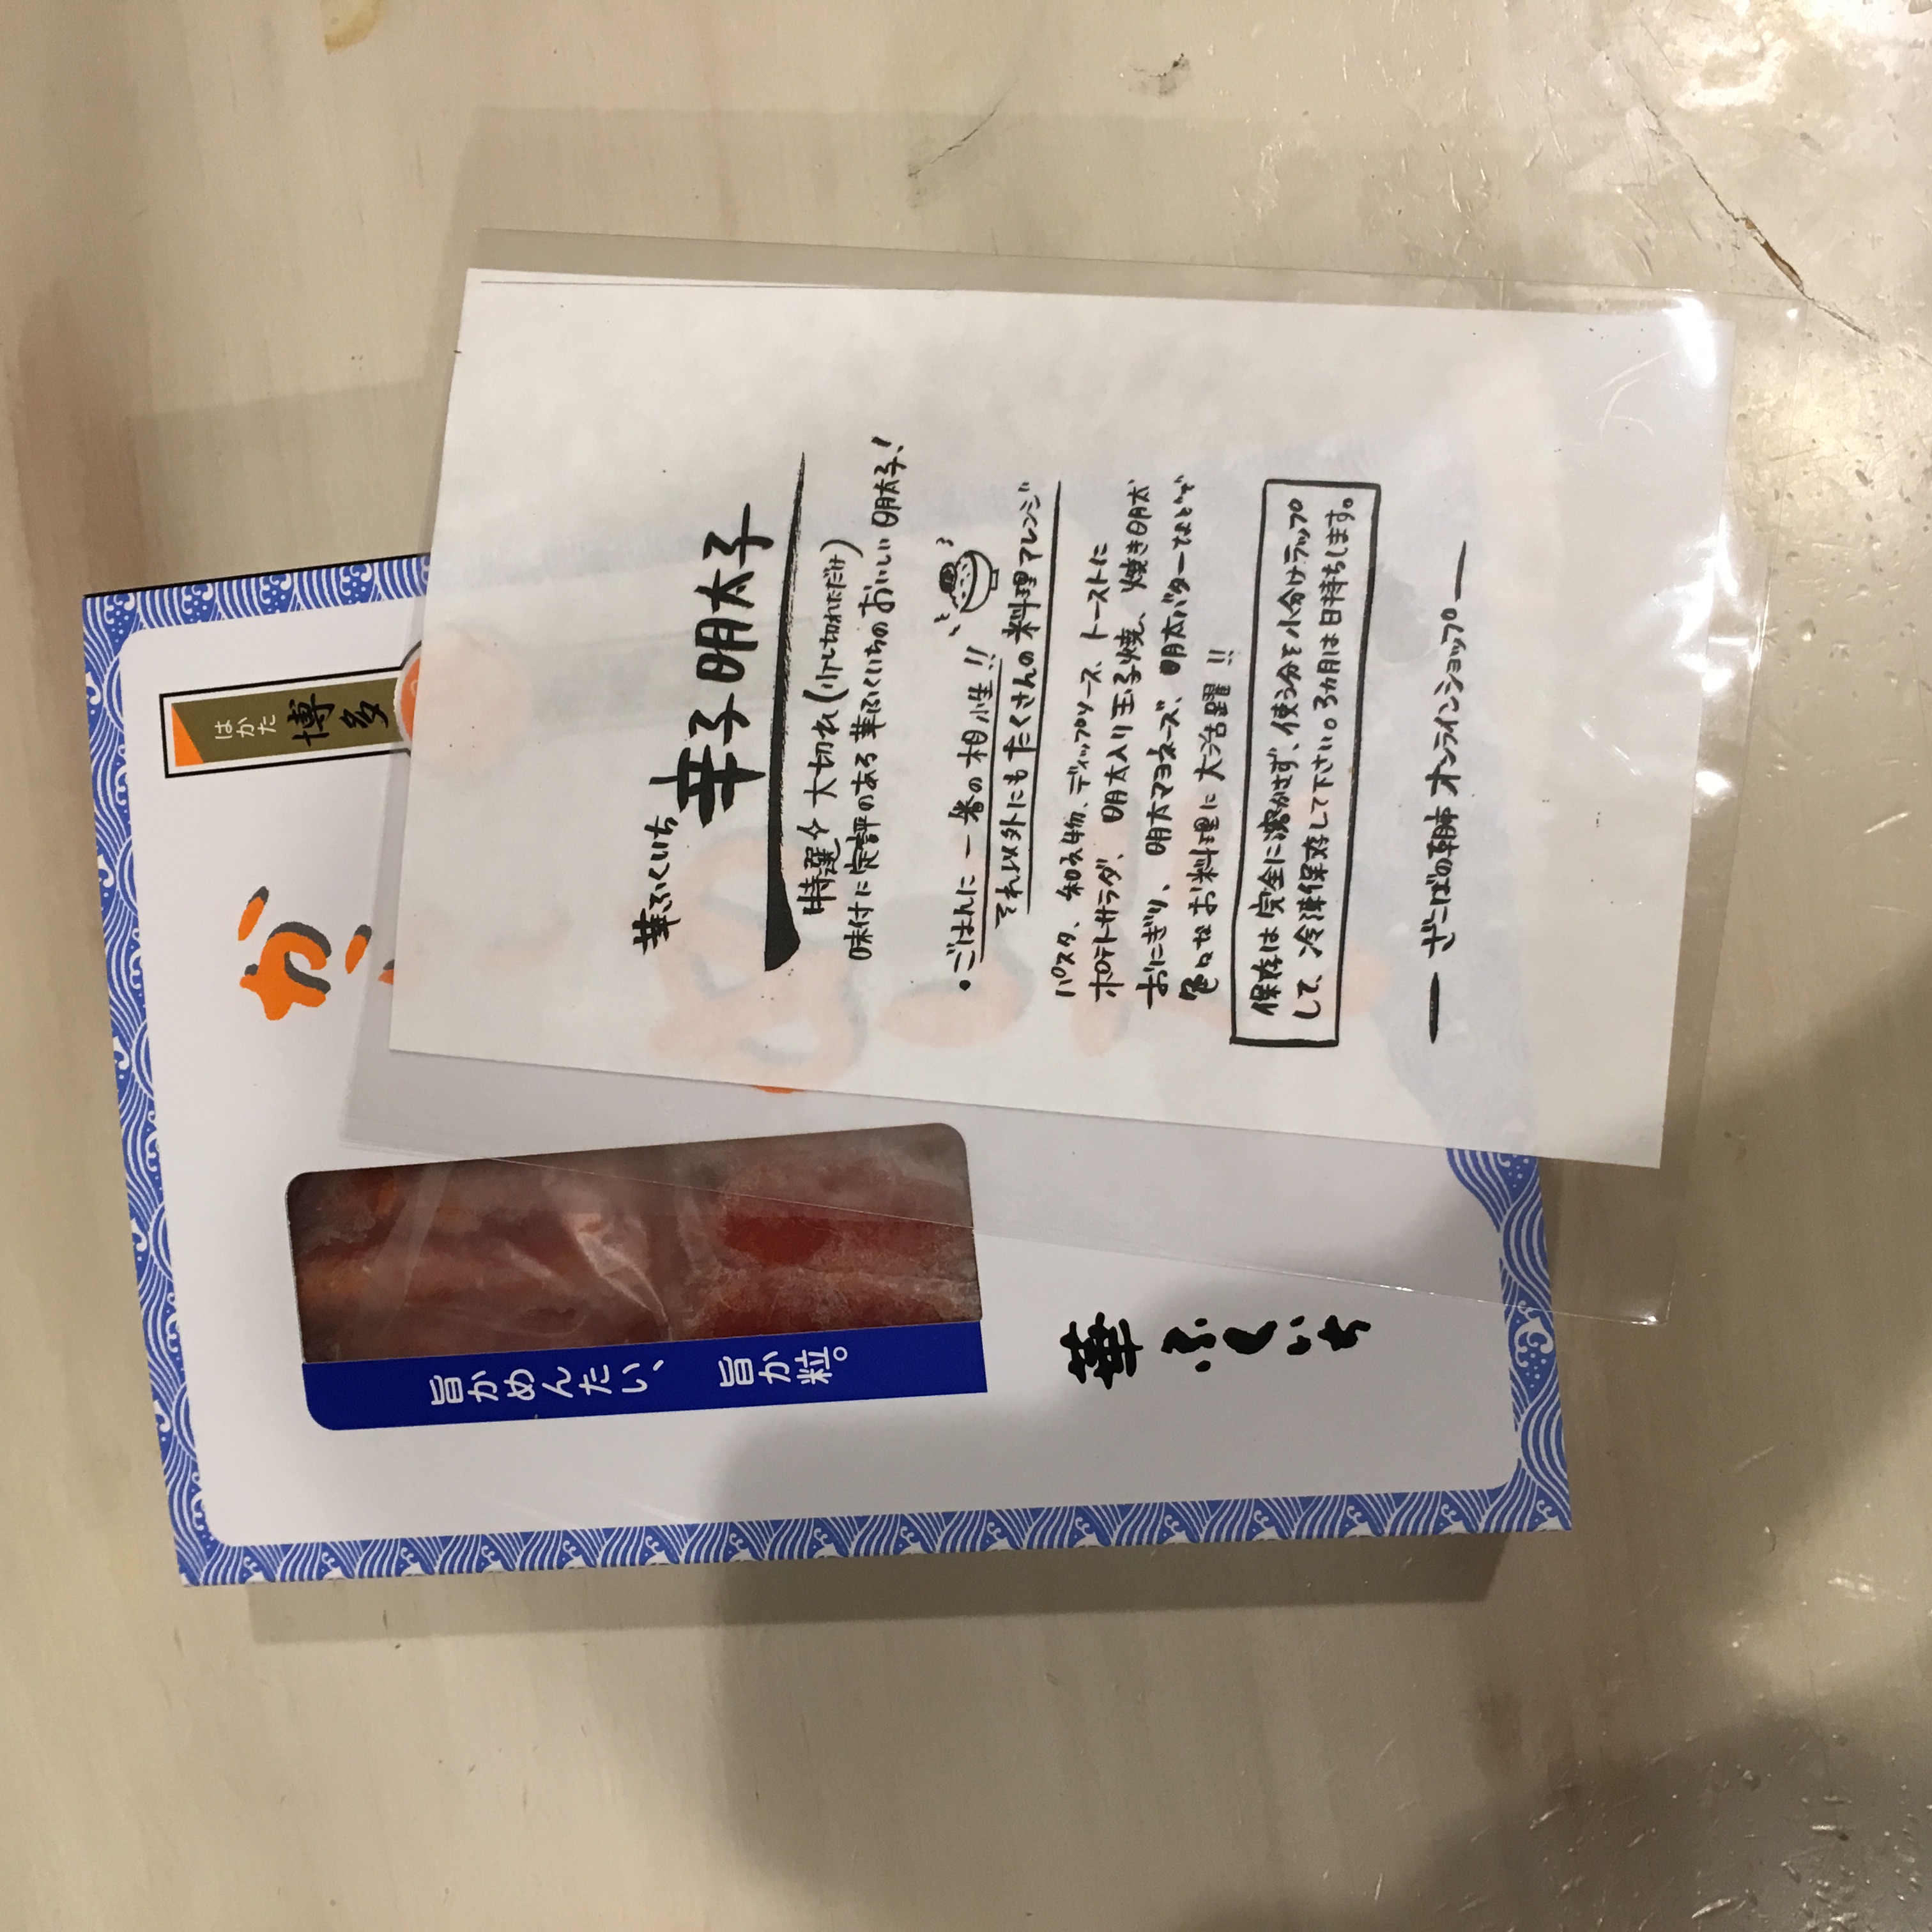 華ふくいち
辛子明太子
特選✧大切れ(少し切れただけ)
味付に定評のある華ふくいちのおいしい明太子!
・ごはんに一番の相性!!
それ以外にもたくさんの料理アレンジ
パスタ、和え物、ディップソース、トーストに
ポテトサラダ、明太入り玉子焼、焼き明太
おにぎり、明太マヨネーズ、明太バターなどなど
色々なお料理に大活躍!!
保存は完全に溶かさず、使う分を小分けラップ
して、冷凍保存して下さい。3カ月は日持ちします。
ざこばの朝市 オンラインショップ
はかた
博多
か
旨かめんたい、旨か粒。
華ふくいち